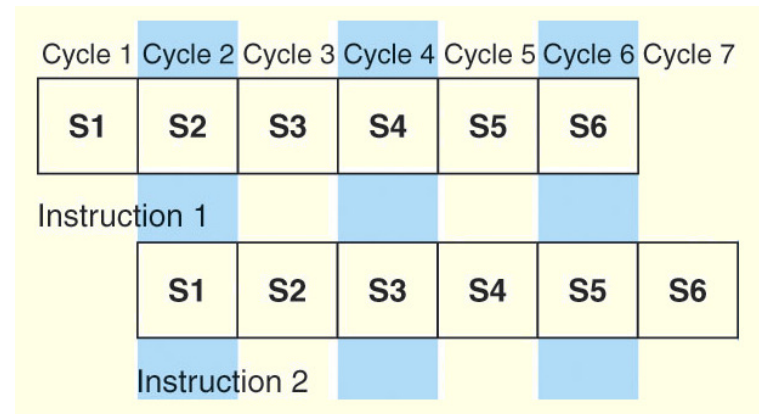 Cycle 1 Cycle 2 Cycle 3 Cycle 4 Cycle 5 Cycle 6 Cycle 7
S1 S2 S3 S4 S5 S6
Instruction 1
S1 S2 S3 S4 S5 S6
Instruction 2